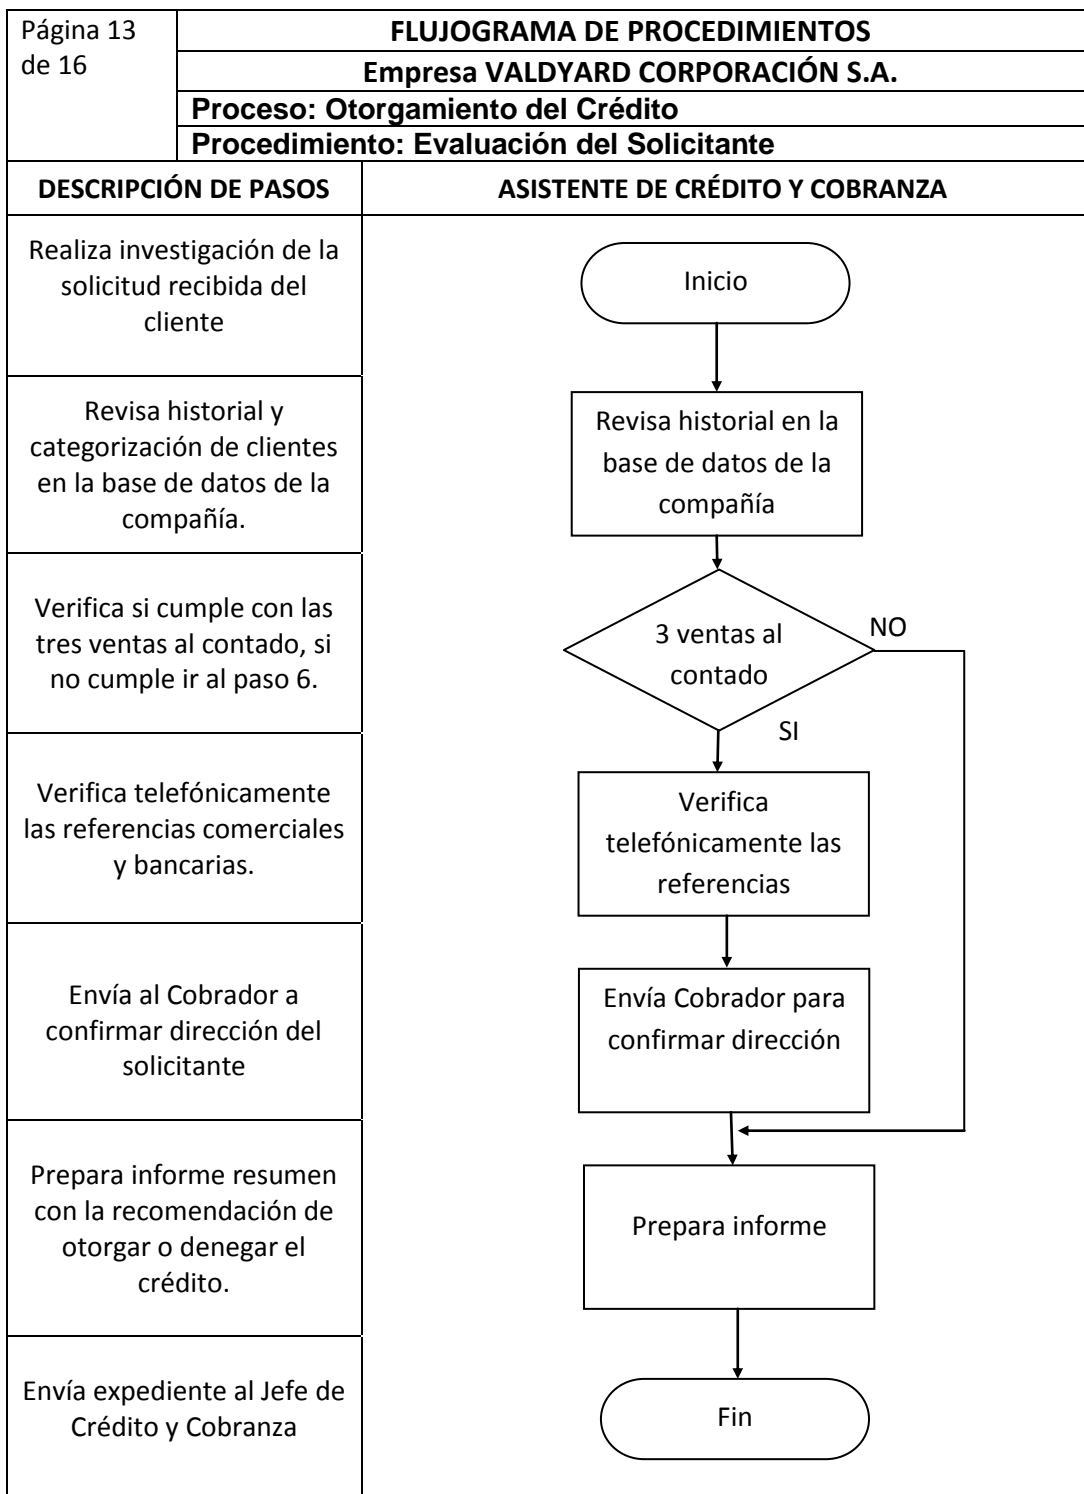 Página 13
de 16
FLUJOGRAMA DE PROCEDIMIENTOS
Empresa VALDYARD CORPORACIÓN S.A.
Proceso: Otorgamiento del Crédito
Procedimiento: Evaluación del Solicitante
DESCRIPCIÓN DE PASOS
ASISTENTE DE CRÉDITO Y COBRANZA
Realiza investigación de la
solicitud recibida del
cliente
Inicio
Revisa historial y
categorización de clientes
en la base de datos de la
compañía.
Revisa historial en la
base de datos de la
compañía
Verifica si cumple con las
tres ventas al contado, si
no cumple ir al paso 6.
3 ventas al
contado
NO
SI
Verifica telefónicamente
las referencias comerciales
y bancarias.
Verifica
telefónicamente las
referencias
Envía al Cobrador a
confirmar dirección del
solicitante
Envía Cobrador para
confirmar dirección
Prepara informe resumen
con la recomendación de
otorgar o denegar el
crédito.
Prepara informe
Envía expediente al Jefe de
Crédito y Cobranza
Fin